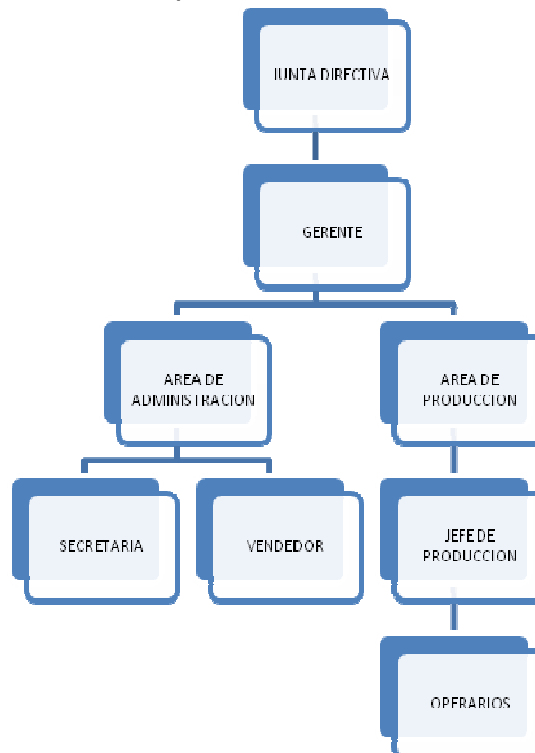 JUNTA DIRECTIVA
GERENTE
AREA DE
ADMINISTRACION
AREA DE
PRODUCCION
SECRETARIA
VENDEDOR
JEFE DE
PRODUCCION
OPERARIOS